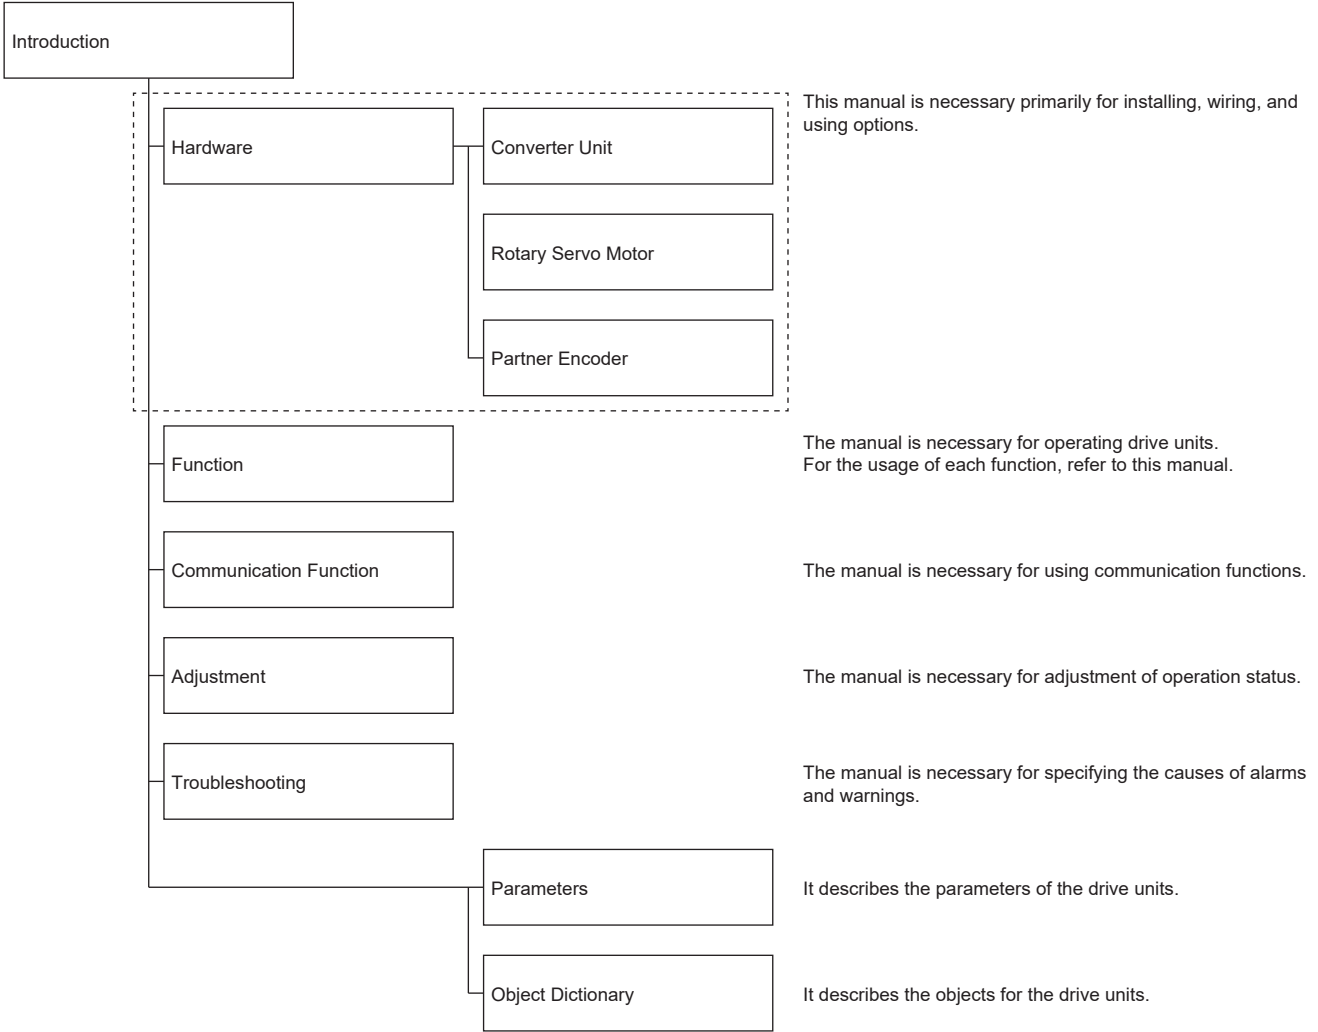 Introduction
This manual is necessary primarily for installing, wiring, and
using options.
Hardware
Converter Unit
Rotary Servo Motor
Partner Encoder
Function
The manual is necessary for operating drive units.
For the usage of each function, refer to this manual.
Communication Function
The manual is necessary for using communication functions.
Adjustment
The manual is necessary for adjustment of operation status.
Troubleshooting
The manual is necessary for specifying the causes of alarms
and warnings.
Parameters
It describes the parameters of the drive units.
Object Dictionary
It describes the objects for the drive units.